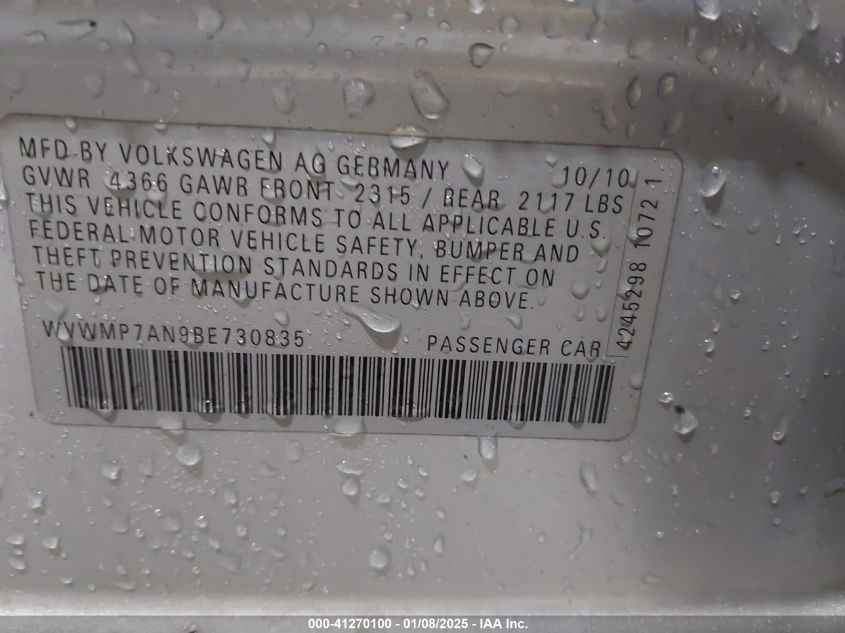 MFD BY VOLKSWAGEN AG GERMANY 10/10
GVWR 4366 GAWR FRONT 2315 / REAR 2117 LBS
THIS VEHICLE CONFORMS TO ALL APPLICABLE U.S.
FEDERAL MOTOR VEHICLE SAFETY, BUMPER AND
THEFT PREVENTION STANDARDS IN EFFECT ON
THE DATE OF MANUFACTURE SHOWN ABOVE.
WVWMP7AN9BE730835 PASSENGER CAR
4245298 1072 1
000-41270100 - 01/08/2025 - IAA Inc.